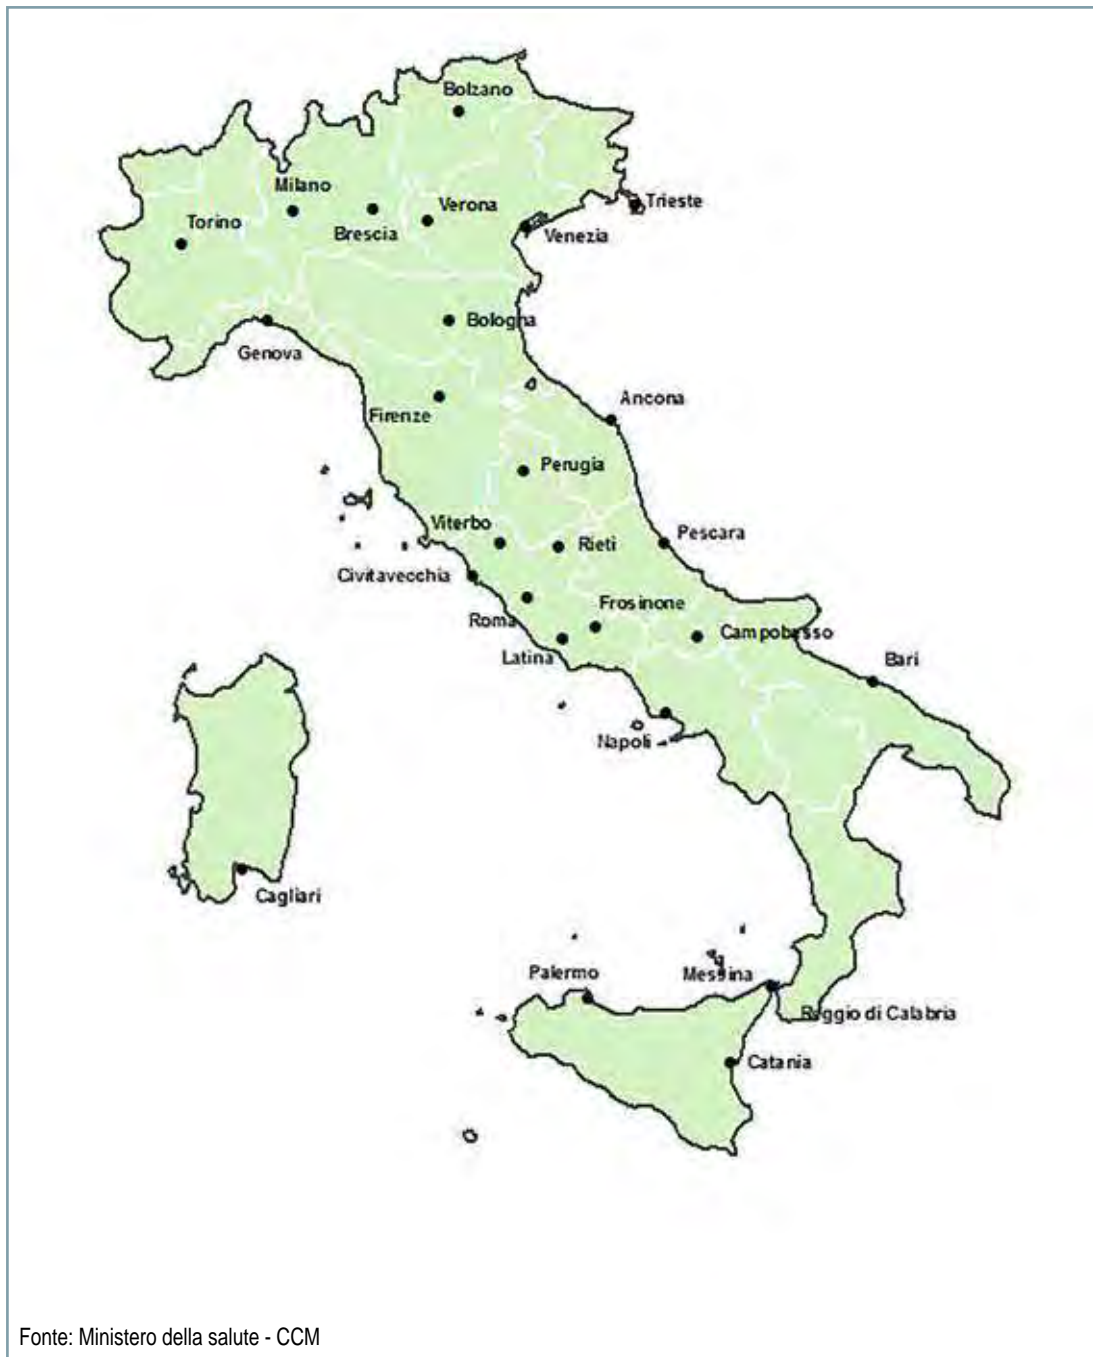 Bolzano
Milano
Trieste
Verona
Torino
Brescia
Venezia
Bologna
Genova
Ancona
Firenze
Perugia
Viterbo
Pescara
Rieti
Civitavecchia
Frosinone
Roma
Campobasso
Latina
Bari
Napoli
Cagliari
Palermo
Messina
Reggio di Calabria
Catania
Fonte: Ministero della salute - CCM